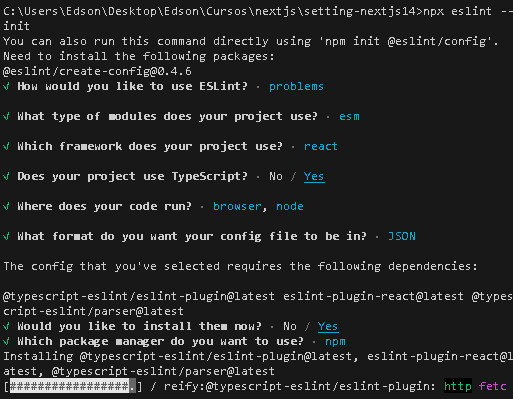 C:\Users\Edson\Desktop\Edson\Cursos\nextjs\setting-nextjs14>npx eslint --
init
You can also run this command directly using 'npm init @eslint/config'.
Need to install the following packages:
@eslint/create-config@0.4.6
√ How would you like to use ESLint? · problems
√ What type of modules does your project use? · esm
√ Which framework does your project use? · react
√ Does your project use TypeScript? · No / Yes
√ Where does your code run? · browser, node
√ What format do you want your config file to be in? · JSON
The config that you've selected requires the following dependencies:
@typescript-eslint/eslint-plugin@latest eslint-plugin-react@latest @types
cript-eslint/parser@latest
√ Would you like to install them now? · No / Yes
√ Which package manager do you want to use? · npm
Installing @typescript-eslint/eslint-plugin@latest, eslint-plugin-react@l
atest, @typescript-eslint/parser@latest
[#################.] / reify:@typescript-eslint/eslint-plugin: http fetc